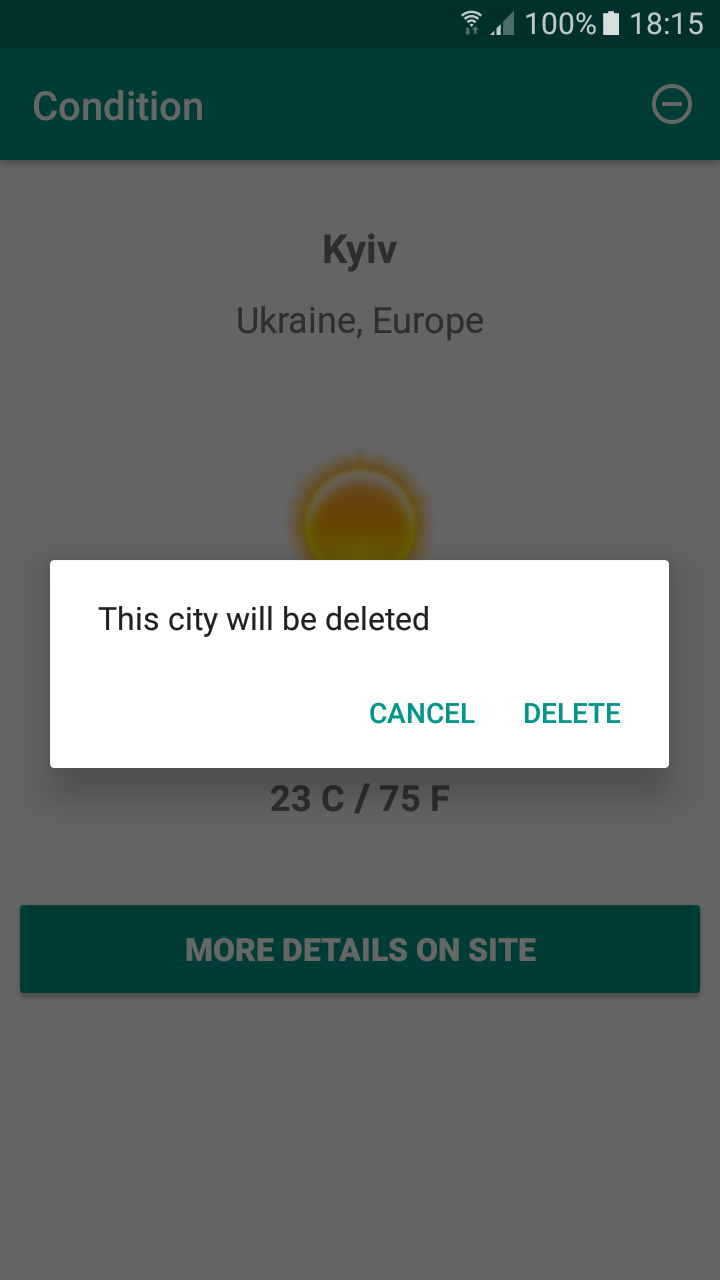 100% 18:15
Condition
Kyiv
Ukraine, Europe
This city will be deleted
CANCEL DELETE
23 C / 75 F
MORE DETAILS ON SITE